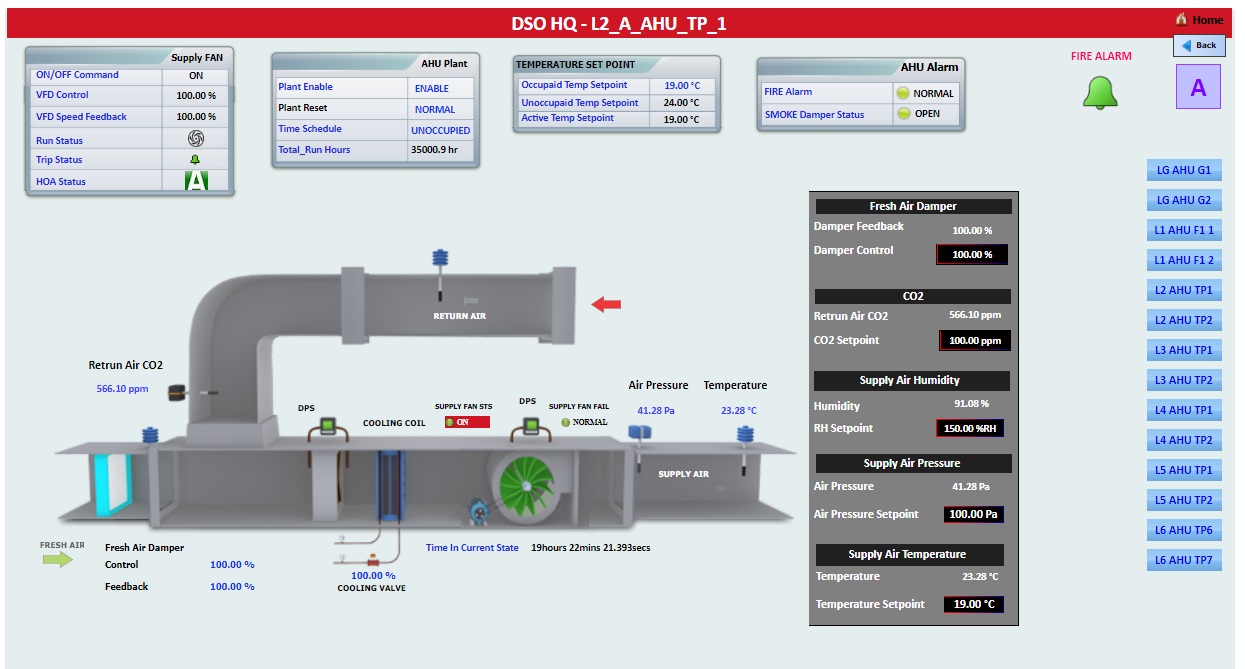 DSO HQ - L2_A_AHU_TP_1
Home
Back
FIRE ALARM
A
Supply FAN
ON/OFF Command ON
VFD Control 100.00 %
VFD Speed Feedback 100.00 %
Run Status
Trip Status
HOA Status A
AHU Plant
Plant Enable ENABLE
Plant Reset NORMAL
Time Schedule UNOCCUPIED
Total_Run Hours 35000.9 hr
TEMPERATURE SET POINT
Occupaid Temp Setpoint 19.00 °C
Unoccupaid Temp Setpoint 24.00 °C
Active Temp Setpoint 19.00 °C
AHU Alarm
FIRE Alarm NORMAL
SMOKE Damper Status OPEN
LG AHU G1
LG AHU G2
L1 AHU F1 1
L1 AHU F1 2
L2 AHU TP1
L2 AHU TP2
L3 AHU TP1
L3 AHU TP2
L4 AHU TP1
L4 AHU TP2
L5 AHU TP1
L5 AHU TP2
L6 AHU TP6
L6 AHU TP7
Fresh Air Damper
Damper Feedback 100.00 %
Damper Control 100.00 %
CO2
Retrun Air CO2 566.10 ppm
CO2 Setpoint 100.00 ppm
Supply Air Humidity
Humidity 91.08 %
RH Setpoint 150.00 %RH
Supply Air Pressure
Air Pressure 41.28 Pa
Air Pressure Setpoint 100.00 Pa
Supply Air Temperature
Temperature 23.28 °C
Temperature Setpoint 19.00 °C
RETURN AIR
Retrun Air CO2
566.10 ppm
DPS
COOLING COIL
SUPPLY FAN STS
ON
DPS
SUPPLY FAN FAIL
NORMAL
Air Pressure
41.28 Pa
Temperature
23.28 °C
SUPPLY AIR
FRESH AIR
Fresh Air Damper
Control 100.00 %
Feedback 100.00 %
100.00 %
COOLING VALVE
Time In Current State 19hours 22mins 21.393secs